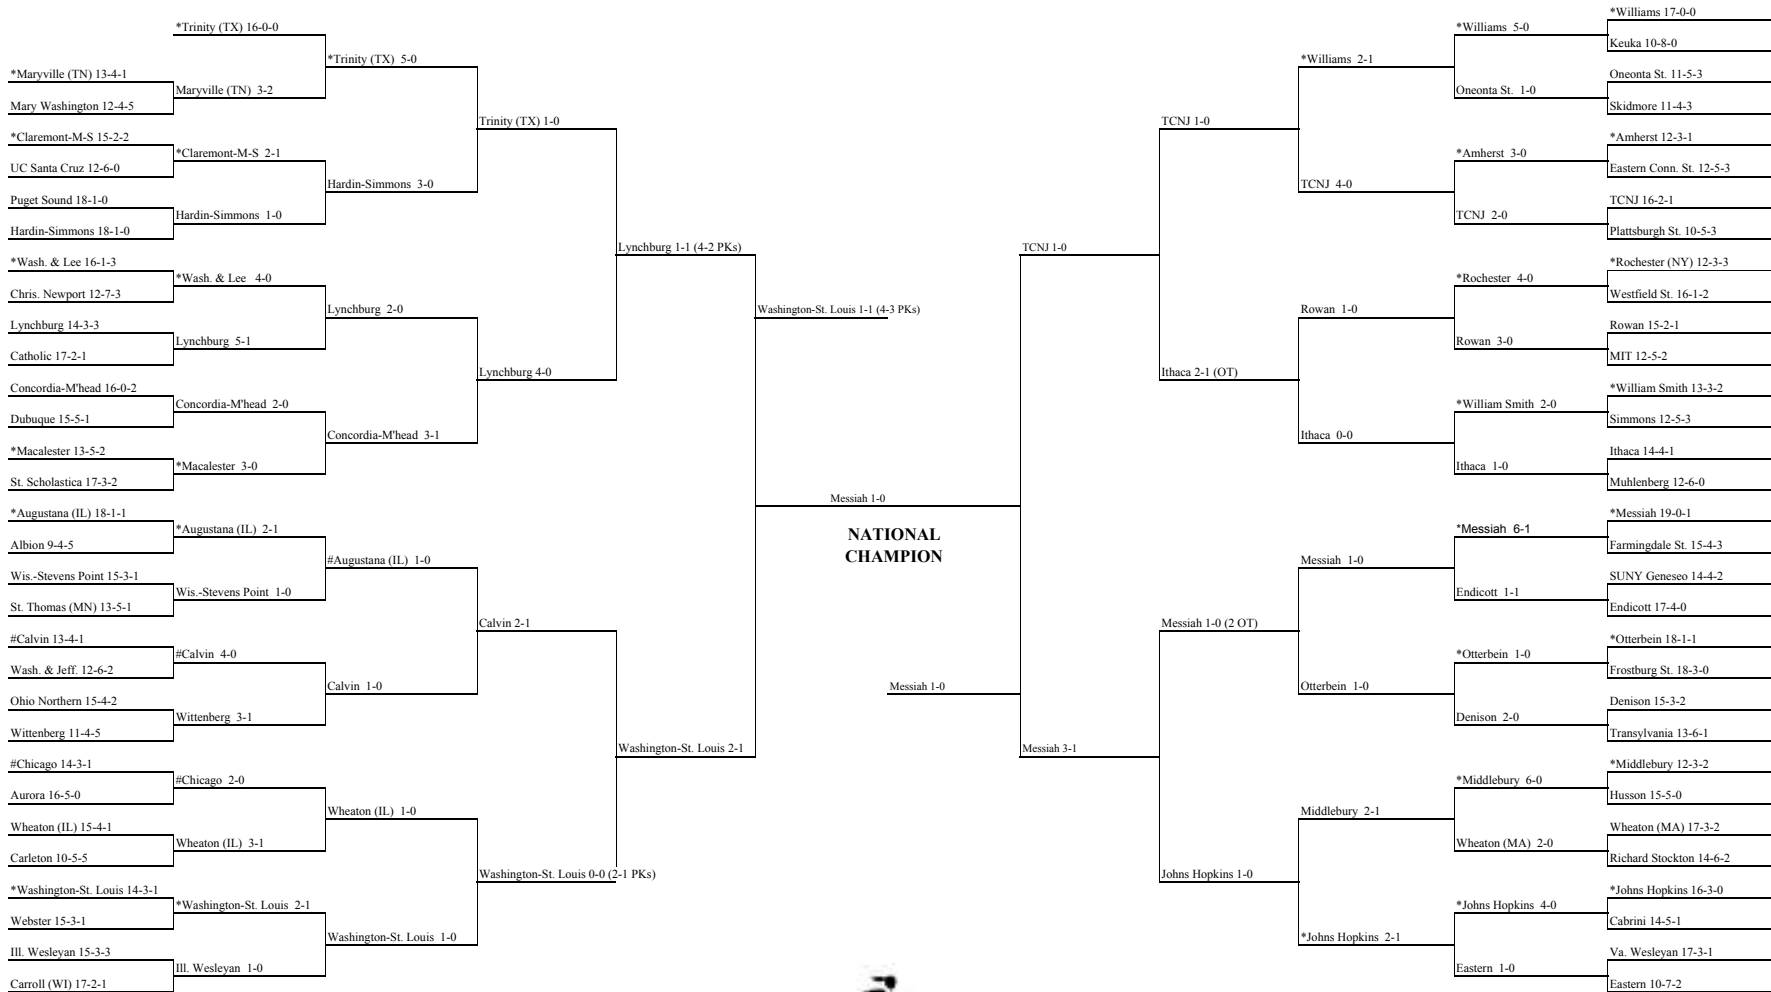 *Trinity (TX) 16-0-0
*Maryville (TN) 13-4-1
Mary Washington 12-4-5
*Claremont-M-S 15-2-2
UC Santa Cruz 12-6-0
Puget Sound 18-1-0
Hardin-Simmons 18-1-0
*Wash. & Lee 16-1-3
Chris. Newport 12-7-3
Lynchburg 14-3-3
Catholic 17-2-1
Concordia-M'head 16-0-2
Dubuque 15-5-1
*Macalester 13-5-2
St. Scholastica 17-3-2
*Augustana (IL) 18-1-1
Albion 9-4-5
Wis.-Stevens Point 15-3-1
St. Thomas (MN) 13-5-1
#Calvin 13-4-1
Wash. & Jeff. 12-6-2
Ohio Northern 15-4-2
Wittenberg 11-4-5
#Chicago 14-3-1
Aurora 16-5-0
Wheaton (IL) 15-4-1
Carleton 10-5-5
*Washington-St. Louis 14-3-1
Webster 15-3-1
Ill. Wesleyan 15-3-3
Carroll (WI) 17-2-1
Maryville (TN) 3-2
*Claremont-M-S 2-1
Hardin-Simmons 1-0
*Wash. & Lee 4-0
Lynchburg 5-1
Concordia-M'head 2-0
*Macalester 3-0
*Augustana (IL) 2-1
Wis.-Stevens Point 1-0
#Calvin 4-0
Wittenberg 3-1
#Chicago 2-0
Wheaton (IL) 3-1
*Washington-St. Louis 2-1
Ill. Wesleyan 1-0
*Trinity (TX) 5-0
Hardin-Simmons 3-0
Lynchburg 2-0
Concordia-M'head 3-1
#Augustana (IL) 1-0
Calvin 1-0
Wheaton (IL) 1-0
Washington-St. Louis 1-0
Trinity (TX) 1-0
Lynchburg 4-0
Calvin 2-1
Washington-St. Louis 0-0 (2-1 PKs)
Lynchburg 1-1 (4-2 PKs)
Washington-St. Louis 2-1
Washington-St. Louis 1-1 (4-3 PKs)
Messiah 1-0
NATIONAL
CHAMPION
Messiah 1-0
TCNJ 1-0
Messiah 3-1
TCNJ 1-0
Ithaca 2-1 (OT)
Messiah 1-0 (2 OT)
Johns Hopkins 1-0
*Williams 2-1
TCNJ 4-0
Rowan 1-0
Ithaca 0-0
Messiah 1-0
Otterbein 1-0
Middlebury 2-1
*Johns Hopkins 2-1
*Williams 5-0
Oneonta St. 1-0
*Amherst 3-0
TCNJ 2-0
*Rochester 4-0
Rowan 3-0
*William Smith 2-0
Ithaca 1-0
*Messiah 6-1
Endicott 1-1
*Otterbein 1-0
Denison 2-0
*Middlebury 6-0
Wheaton (MA) 2-0
*Johns Hopkins 4-0
Eastern 1-0
*Williams 17-0-0
Keuka 10-8-0
Oneonta St. 11-5-3
Skidmore 11-4-3
*Amherst 12-3-1
Eastern Conn. St. 12-5-3
TCNJ 16-2-1
Plattsburgh St. 10-5-3
*Rochester (NY) 12-3-3
Westfield St. 16-1-2
Rowan 15-2-1
MIT 12-5-2
*William Smith 13-3-2
Simmons 12-5-3
Ithaca 14-4-1
Muhlenberg 12-6-0
*Messiah 19-0-1
Farmingdale St. 15-4-3
SUNY Geneseo 14-4-2
Endicott 17-4-0
*Otterbein 18-1-1
Frostburg St. 18-3-0
Denison 15-3-2
Transylvania 13-6-1
*Middlebury 12-3-2
Husson 15-5-0
Wheaton (MA) 17-3-2
Richard Stockton 14-6-2
*Johns Hopkins 16-3-0
Cabrini 14-5-1
Va. Wesleyan 17-3-1
Eastern 10-7-2